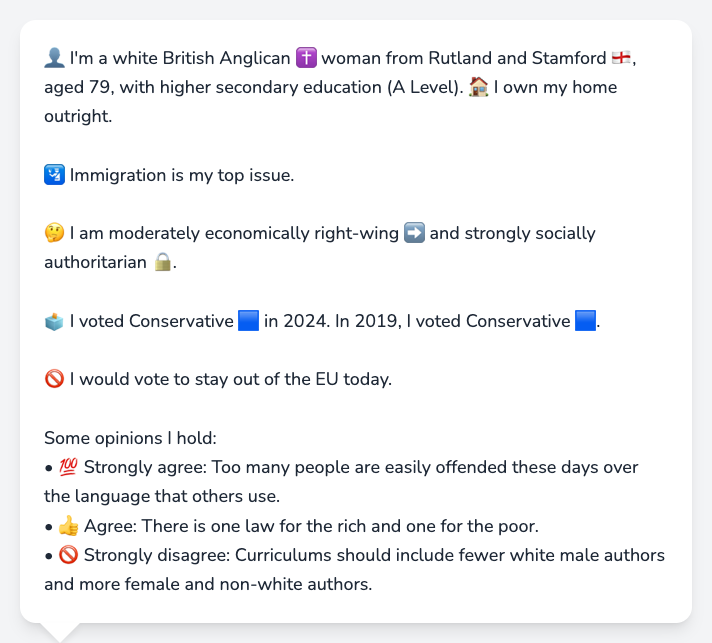 👤 I'm a white British Anglican ✝️ woman from Rutland and Stamford 🏴󠁧󠁢󠁥󠁮󠁧󠁿,
aged 79, with higher secondary education (A Level). 🏠 I own my home
outright.
🛂 Immigration is my top issue.
🤔 I am moderately economically right-wing ➡️ and strongly socially
authoritarian 🔒.
🗳️ I voted Conservative 🟦 in 2024. In 2019, I voted Conservative 🟦.
🚫 I would vote to stay out of the EU today.
Some opinions I hold:
• 💯 Strongly agree: Too many people are easily offended these days over
the language that others use.
• 👍 Agree: There is one law for the rich and one for the poor.
• 🚫 Strongly disagree: Curriculums should include fewer white male authors
and more female and non-white authors.